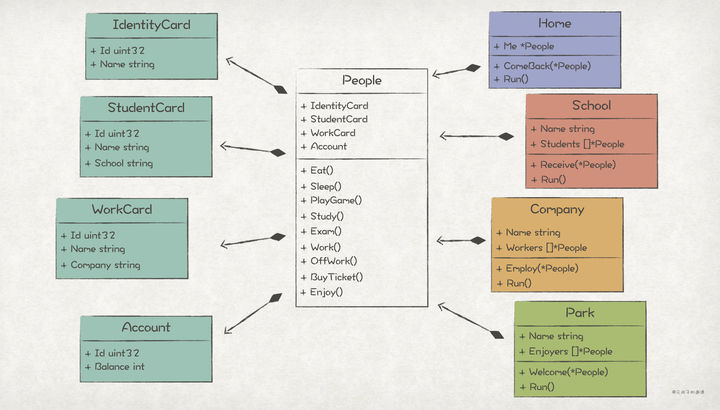 IdentityCard
+ Id uint32
+ Name string
StudentCard
+ Id uint32
+ Name string
+ School string
WorkCard
+ Id uint32
+ Name string
+ Company string
Account
+ Id uint32
+ Balance int
People
+ IdentityCard
+ StudentCard
+ WorkCard
+ Account
+ Eat()
+ Sleep()
+ PlayGame()
+ Study()
+ Exam()
+ Work()
+ OffWork()
+ BuyTicket()
+ Enjoy()
Home
+ Me *People
+ ComeBack(*People)
+ Run()
School
+ Name string
+ Students []*People
+ Receive(*People)
+ Run()
Company
+ Name string
+ Workers []*People
+ Employ(*People)
+ Run()
Park
+ Name string
+ Enjoyers []*People
+ Welcome(*People)
+ Run()